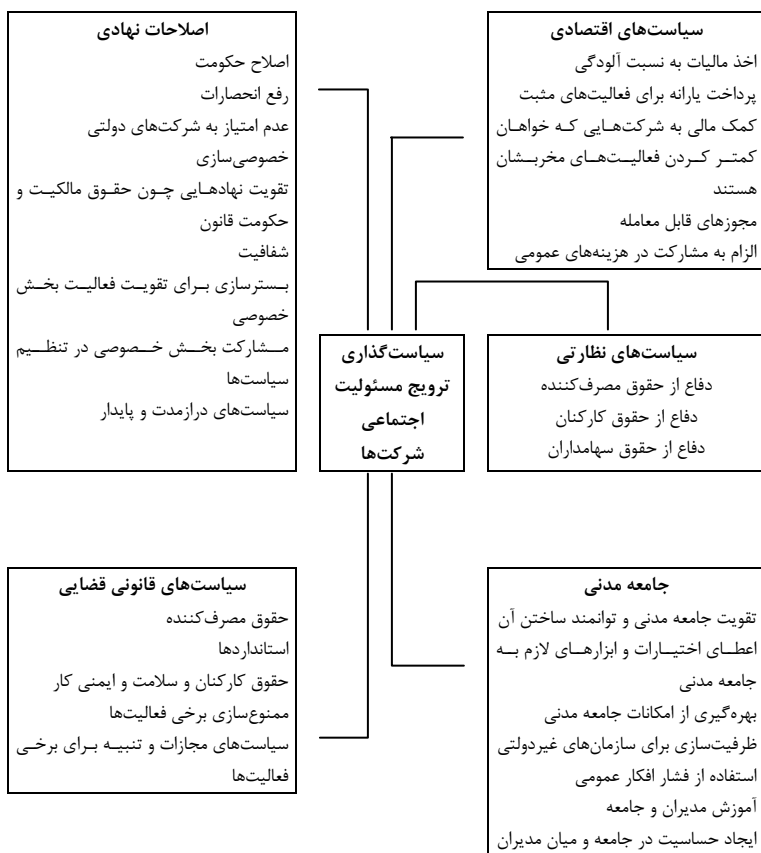 سیاست‌های اقتصادی
اخذ مالیات به نسبت آلودگی
پرداخت یارانه برای فعالیت‌های مثبت
کمک مالی به شرکت‌هایی که خواهان
کمتر کردن فعالیت‌های مخربشان
هستند
مجوزهای قابل معامله
الزام به مشارکت در هزینه‌های عمومی
اصلاحات نهادی
اصلاح حکومت
رفع انحصارات
عدم امتیاز به شرکت‌های دولتی
خصوصی‌سازی
تقویت نهادهایی چون حقوق مالکیت و
حکومت قانون
شفافیت
بسترسازی برای تقویت فعالیت بخش
خصوصی
مشارکت بخش خصوصی در تنظیم
سیاست‌ها
سیاست‌های درازمدت و پایدار
سیاست‌های نظارتی
دفاع از حقوق مصرف‌کننده
دفاع از حقوق کارکنان
دفاع از حقوق سهامداران
سیاست‌گذاری
ترویج مسئولیت
اجتماعی
شرکت‌ها
جامعه مدنی
تقویت جامعه مدنی و توانمند ساختن آن
اعطای اختیارات و ابزارهای لازم به
جامعه مدنی
بهره‌گیری از امکانات جامعه مدنی
ظرفیت‌سازی برای سازمان‌های غیردولتی
استفاده از فشار افکار عمومی
آموزش مدیران و جامعه
ایجاد حساسیت در جامعه و میان مدیران
سیاست‌های قانونی قضایی
حقوق مصرف‌کننده
استانداردها
حقوق کارکنان و سلامت و ایمنی کار
ممنوع‌سازی برخی فعالیت‌ها
سیاست‌های مجازات و تنبیه برای برخی
فعالیت‌ها